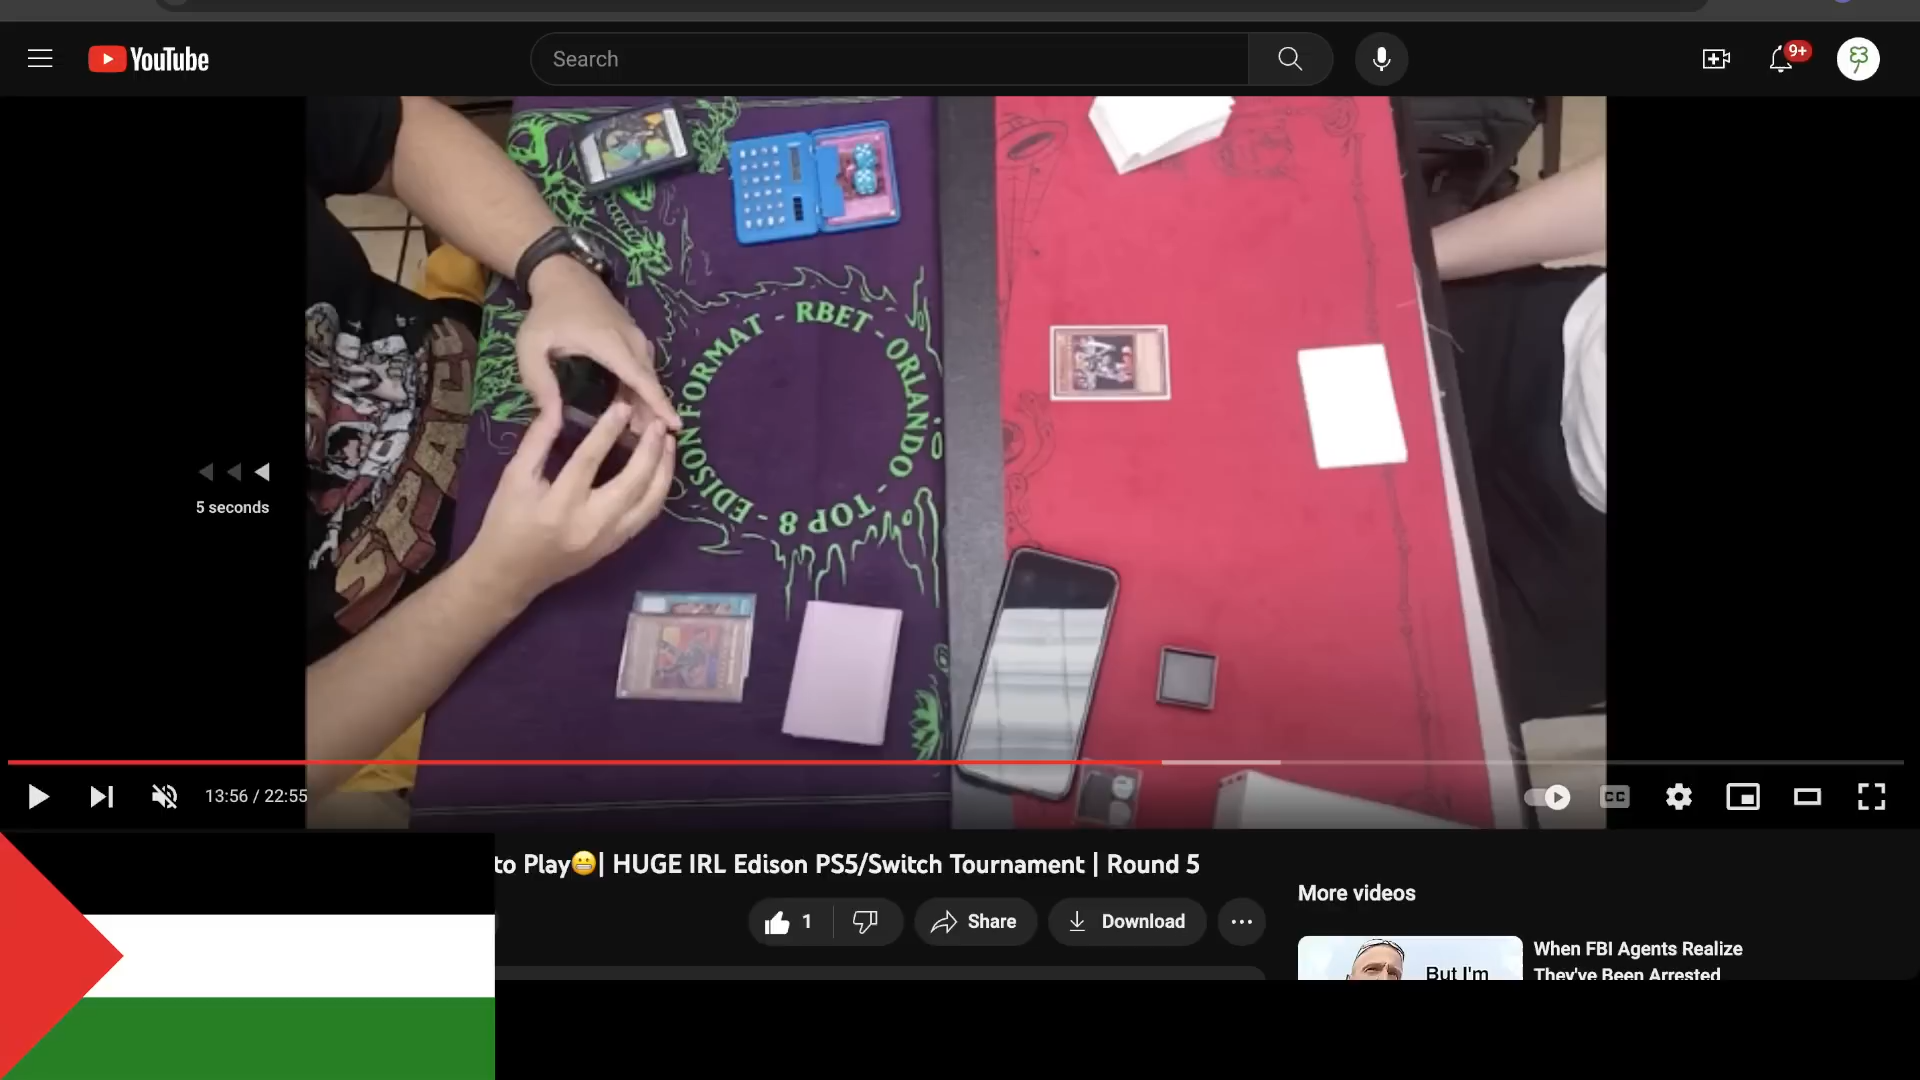 YouTube
Search
9+
EDISON FORMAT - RBET - ORLANDO - TOP 8 -
5 seconds
13:56 / 22:55
CC
to Play😬| HUGE IRL Edison PS5/Switch Tournament | Round 5
1
Share
Download
More videos
When FBI Agents Realize
They've Been Arrested
But I'm